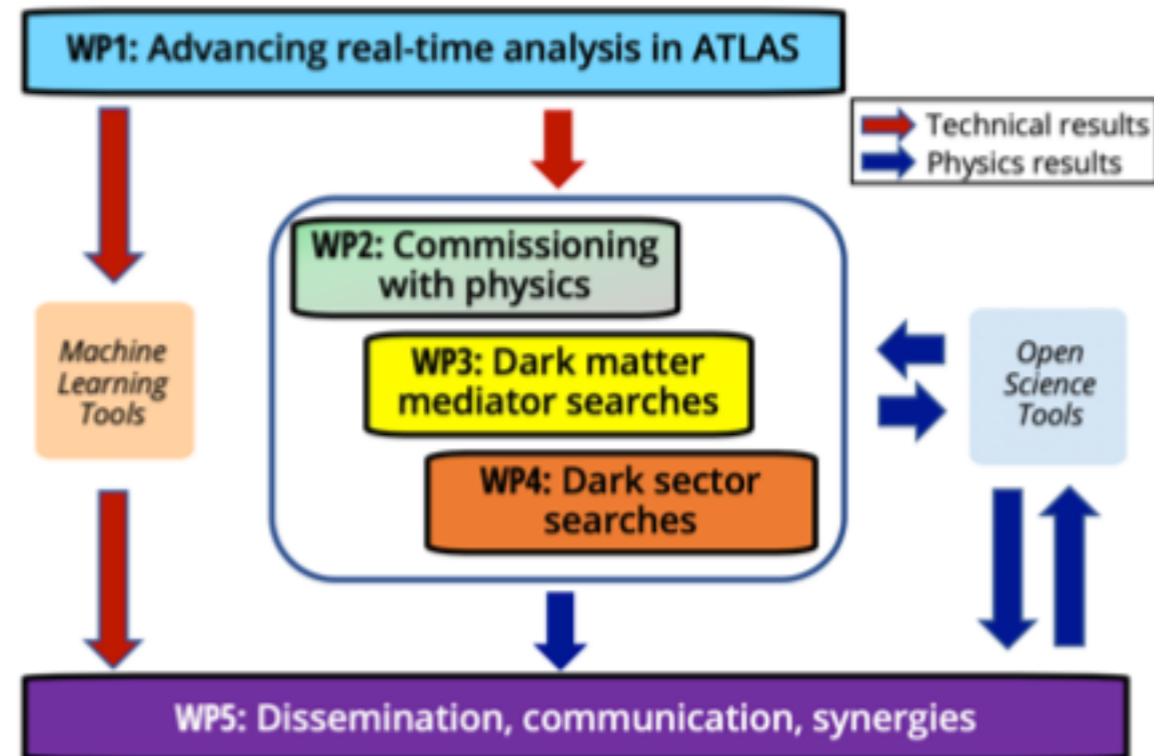 WP1: Advancing real-time analysis in ATLAS
Technical results
Physics results
WP2: Commissioning
with physics
Machine
Learning
Tools
WP3: Dark matter
mediator searches
Open
Science
Tools
WP4: Dark sector
searches
WP5: Dissemination, communication, synergies